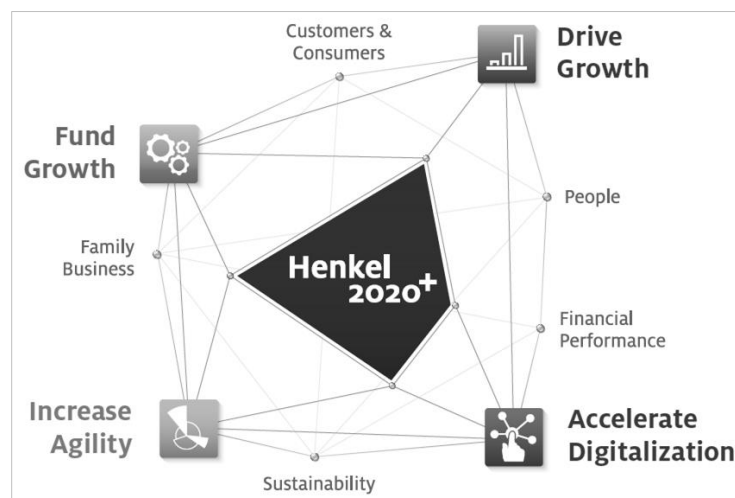 Customers &
Consumers
Drive
Growth
Fund
Growth
People
Family
Business
Henkel
2020+
Financial
Performance
Increase
Agility
Accelerate
Digitalization
Sustainability